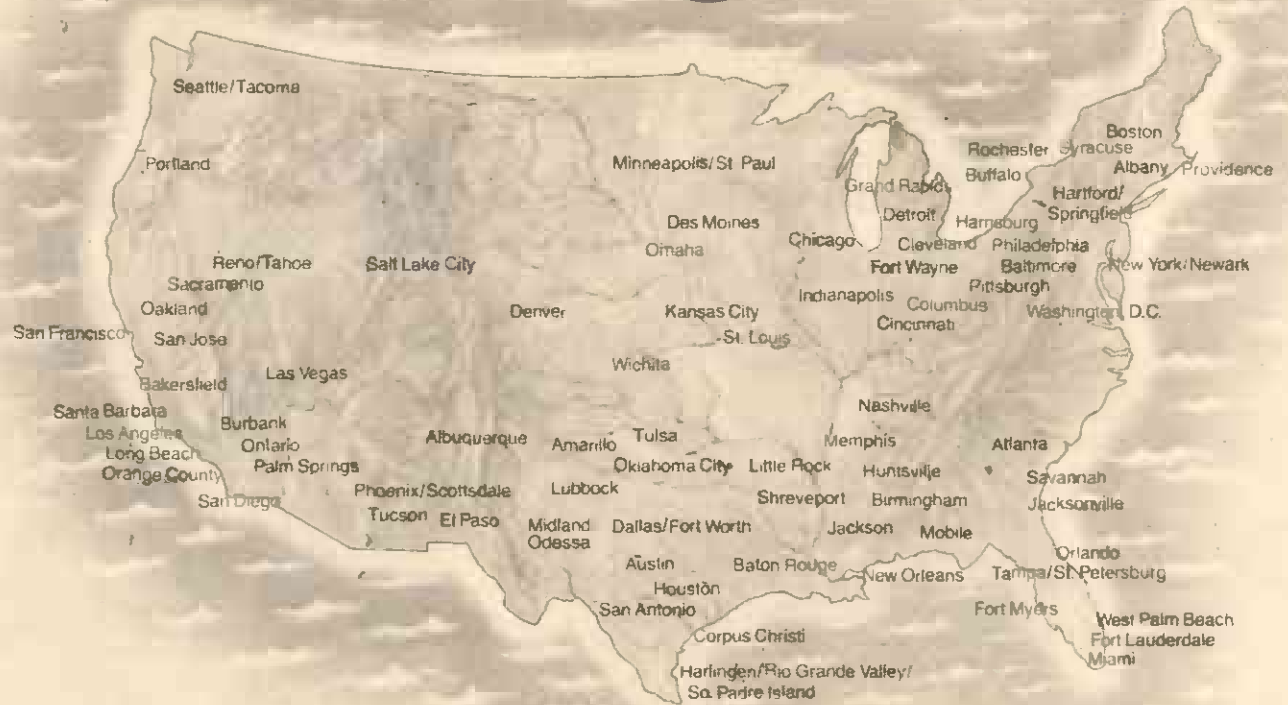 Seattle/Tacoma
Portland
Minneapolis/St. Paul
Boston
Rochester Syracuse
Buffalo
Albany Providence
Grand Rapids
Hartford/
Springfield
Des Moines
Detroit
Harrisburg
Omaha
Chicago
Cleveland Philadelphia
Reno/Tahoe
Salt Lake City
Fort Wayne
Baltimore
New York/Newark
Sacramento
Pittsburgh
Indianapolis
Columbus
Oakland
Denver
Kansas City
Cincinnati
Washington, D.C.
San Francisco
San Jose
St. Louis
Wichita
Las Vegas
Bakersfield
Santa Barbara
Burbank
Nashville
Los Angeles
Ontario
Albuquerque
Amarillo
Tulsa
Memphis
Atlanta
Long Beach
Palm Springs
Oklahoma City
Little Rock
Huntsville
Orange County
Savannah
San Diego
Phoenix/Scottsdale
Lubbock
Shreveport
Birmingham
Jacksonville
Tucson
El Paso
Midland
Odessa
Dallas/Fort Worth
Jackson
Mobile
Orlando
Austin
Baton Rouge
New Orleans
Tampa/St. Petersburg
Houston
San Antonio
Fort Myers
West Palm Beach
Corpus Christi
Fort Lauderdale
Miami
Harlingen/Rio Grande Valley/
So. Padre Island